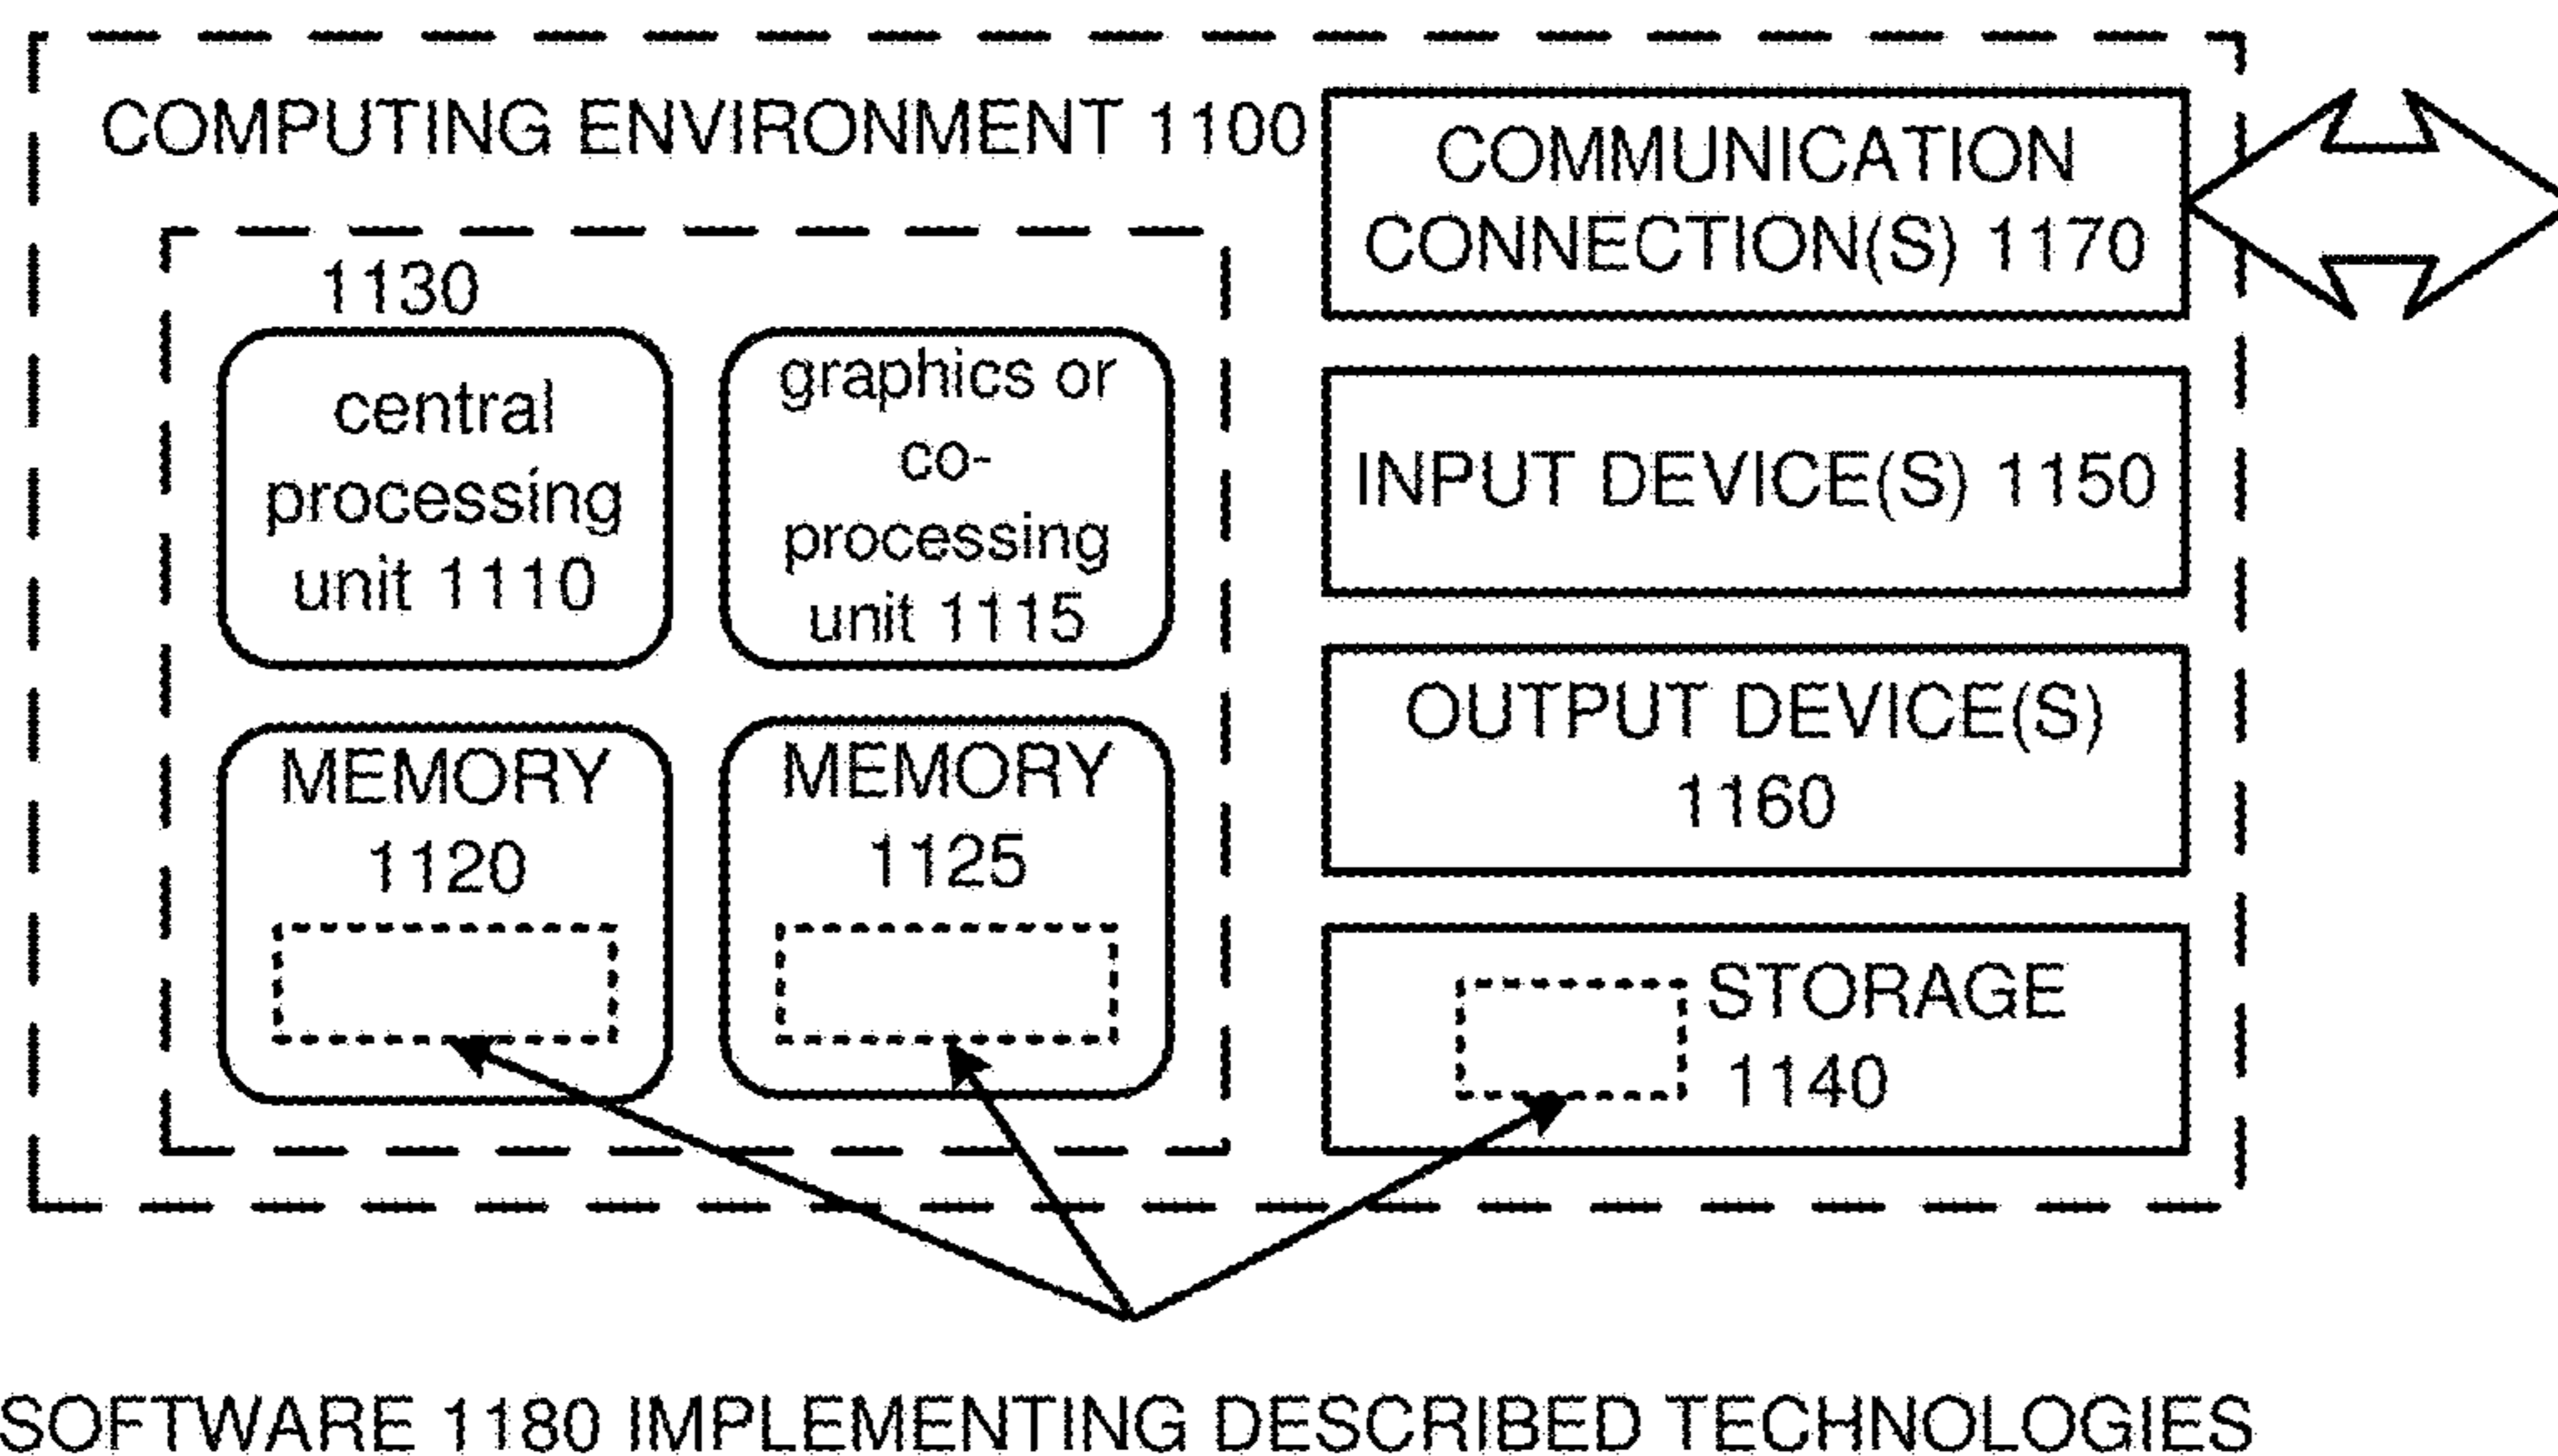 COMPUTING ENVIRONMENT 1100
1130
central
processing
unit 1110
graphics or
co-
processing
unit 1115
MEMORY
1120
MEMORY
1125
COMMUNICATION
CONNECTION(S) 1170
INPUT DEVICE(S) 1150
OUTPUT DEVICE(S)
1160
STORAGE
1140
SOFTWARE 1180 IMPLEMENTING DESCRIBED TECHNOLOGIES